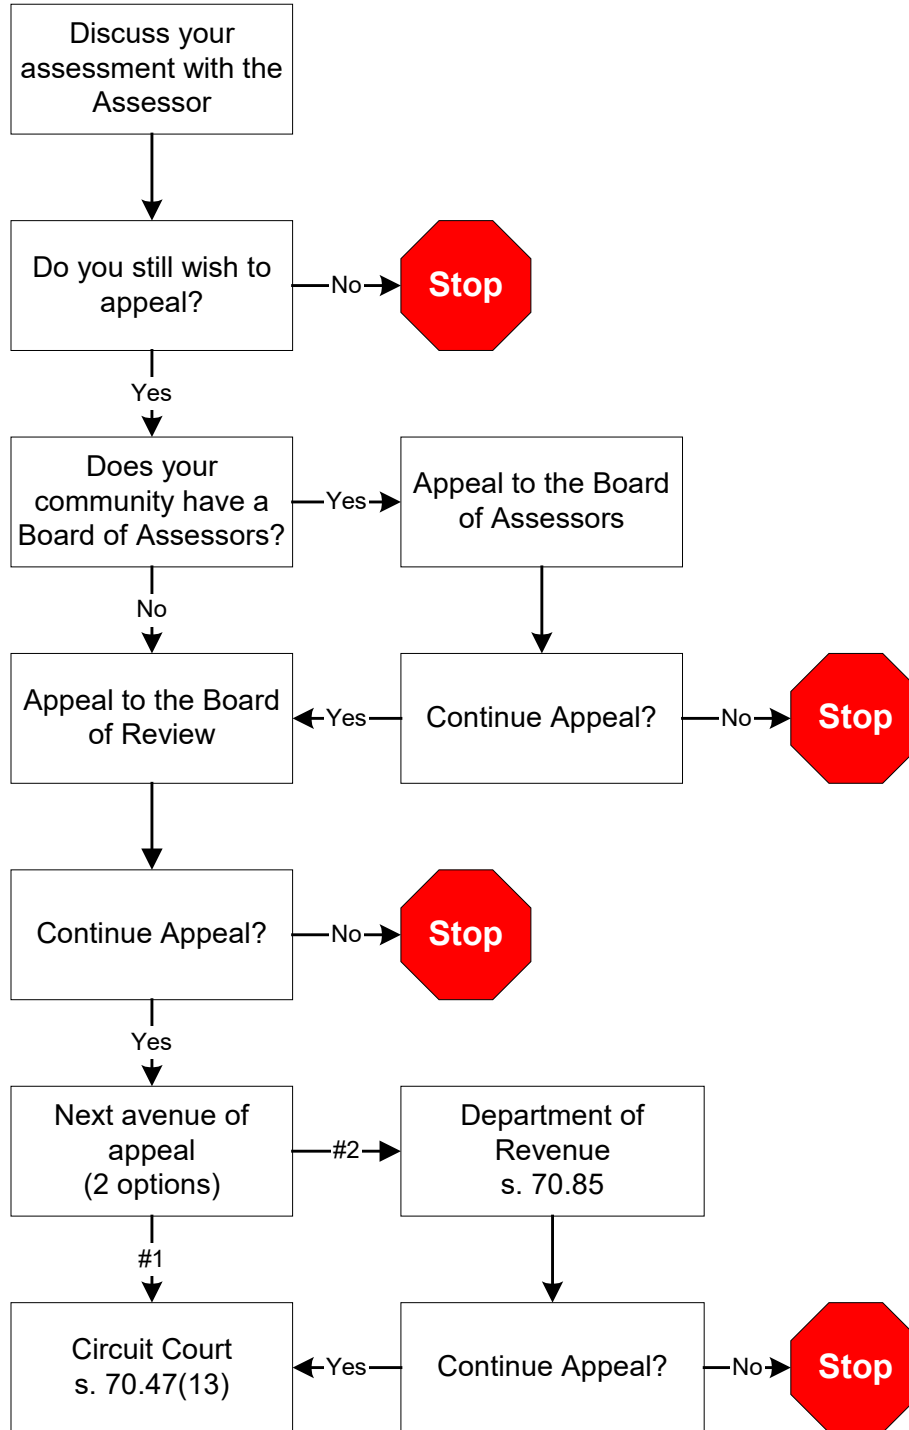 Discuss your
assessment with the
Assessor
Do you still wish to
appeal?
No
Stop
Yes
Does your
community have a
Board of Assessors?
Yes
Appeal to the Board
of Assessors
No
Appeal to the Board
of Review
Yes
Continue Appeal?
No
Stop
Continue Appeal?
No
Stop
Yes
Next avenue of
appeal
(2 options)
#2
Department of
Revenue
s. 70.85
#1
Circuit Court
s. 70.47(13)
Yes
Continue Appeal?
No
Stop